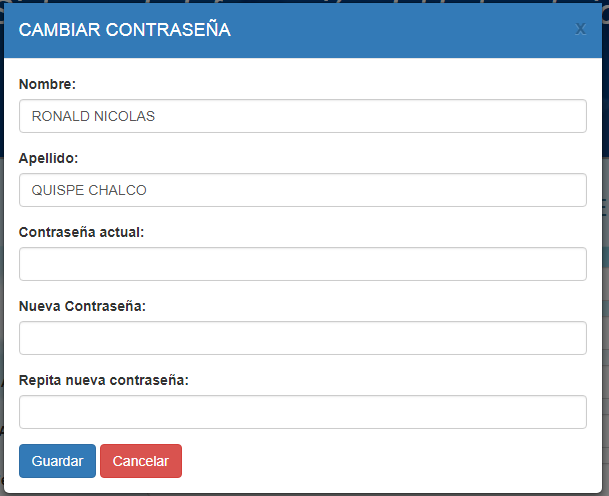 CAMBIAR CONTRASEÑA
x
Nombre:
RONALD NICOLAS
Apellido:
QUISPE CHALCO
Contraseña actual:
Nueva Contraseña:
Repita nueva contraseña:
Guardar Cancelar